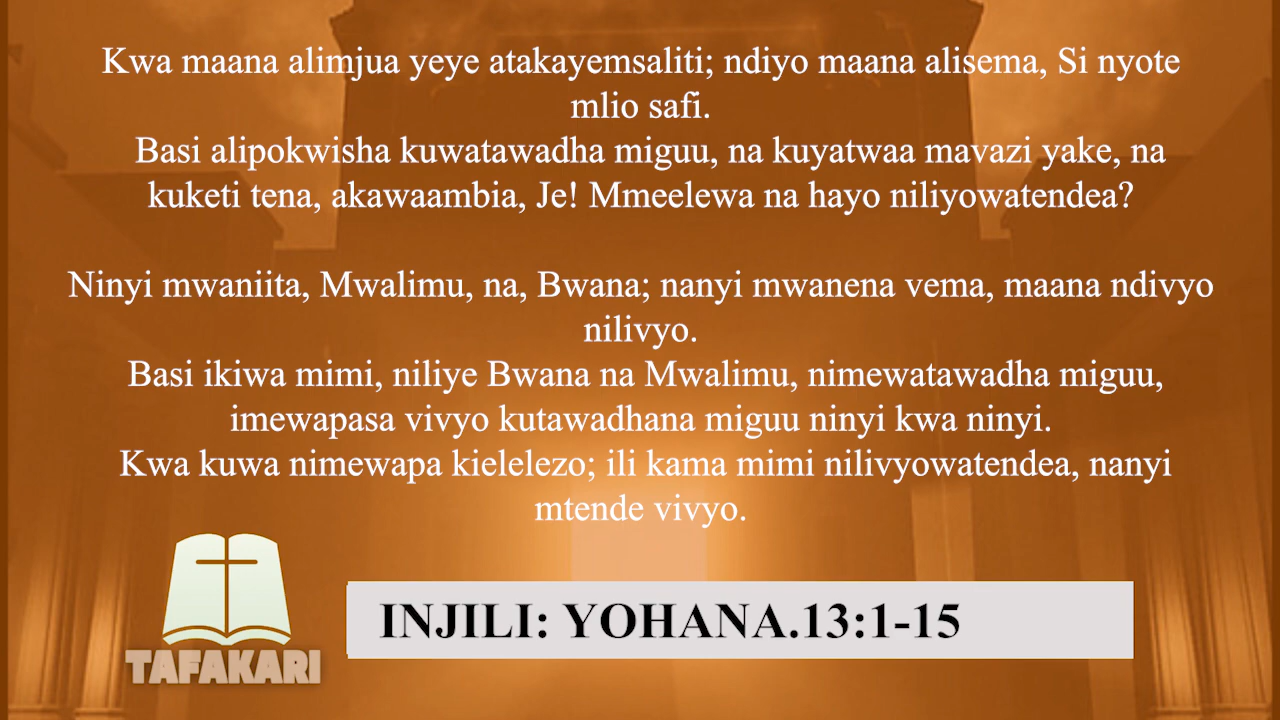 Kwa maana alimjua yeye atakayemsaliti; ndiyo maana alisema, Si nyote
mlio safi.
Basi alipokwisha kuwatawadha miguu, na kuyatwaa mavazi yake, na
kuketi tena, akawaambia, Je! Mmeelewa na hayo niliyowatendea?
Ninyi mwaniita, Mwalimu, na, Bwana; nanyi mwanena vema, maana ndivyo
nilivyo.
Basi ikiwa mimi, niliye Bwana na Mwalimu, nimewatawadha miguu,
imewapasa vivyo kutawadhana miguu ninyi kwa ninyi.
Kwa kuwa nimewapa kielelezo; ili kama mimi nilivyowatendea, nanyi
mtende vivyo.
INJILI: YOHANA.13:1-15
TAFAKARI